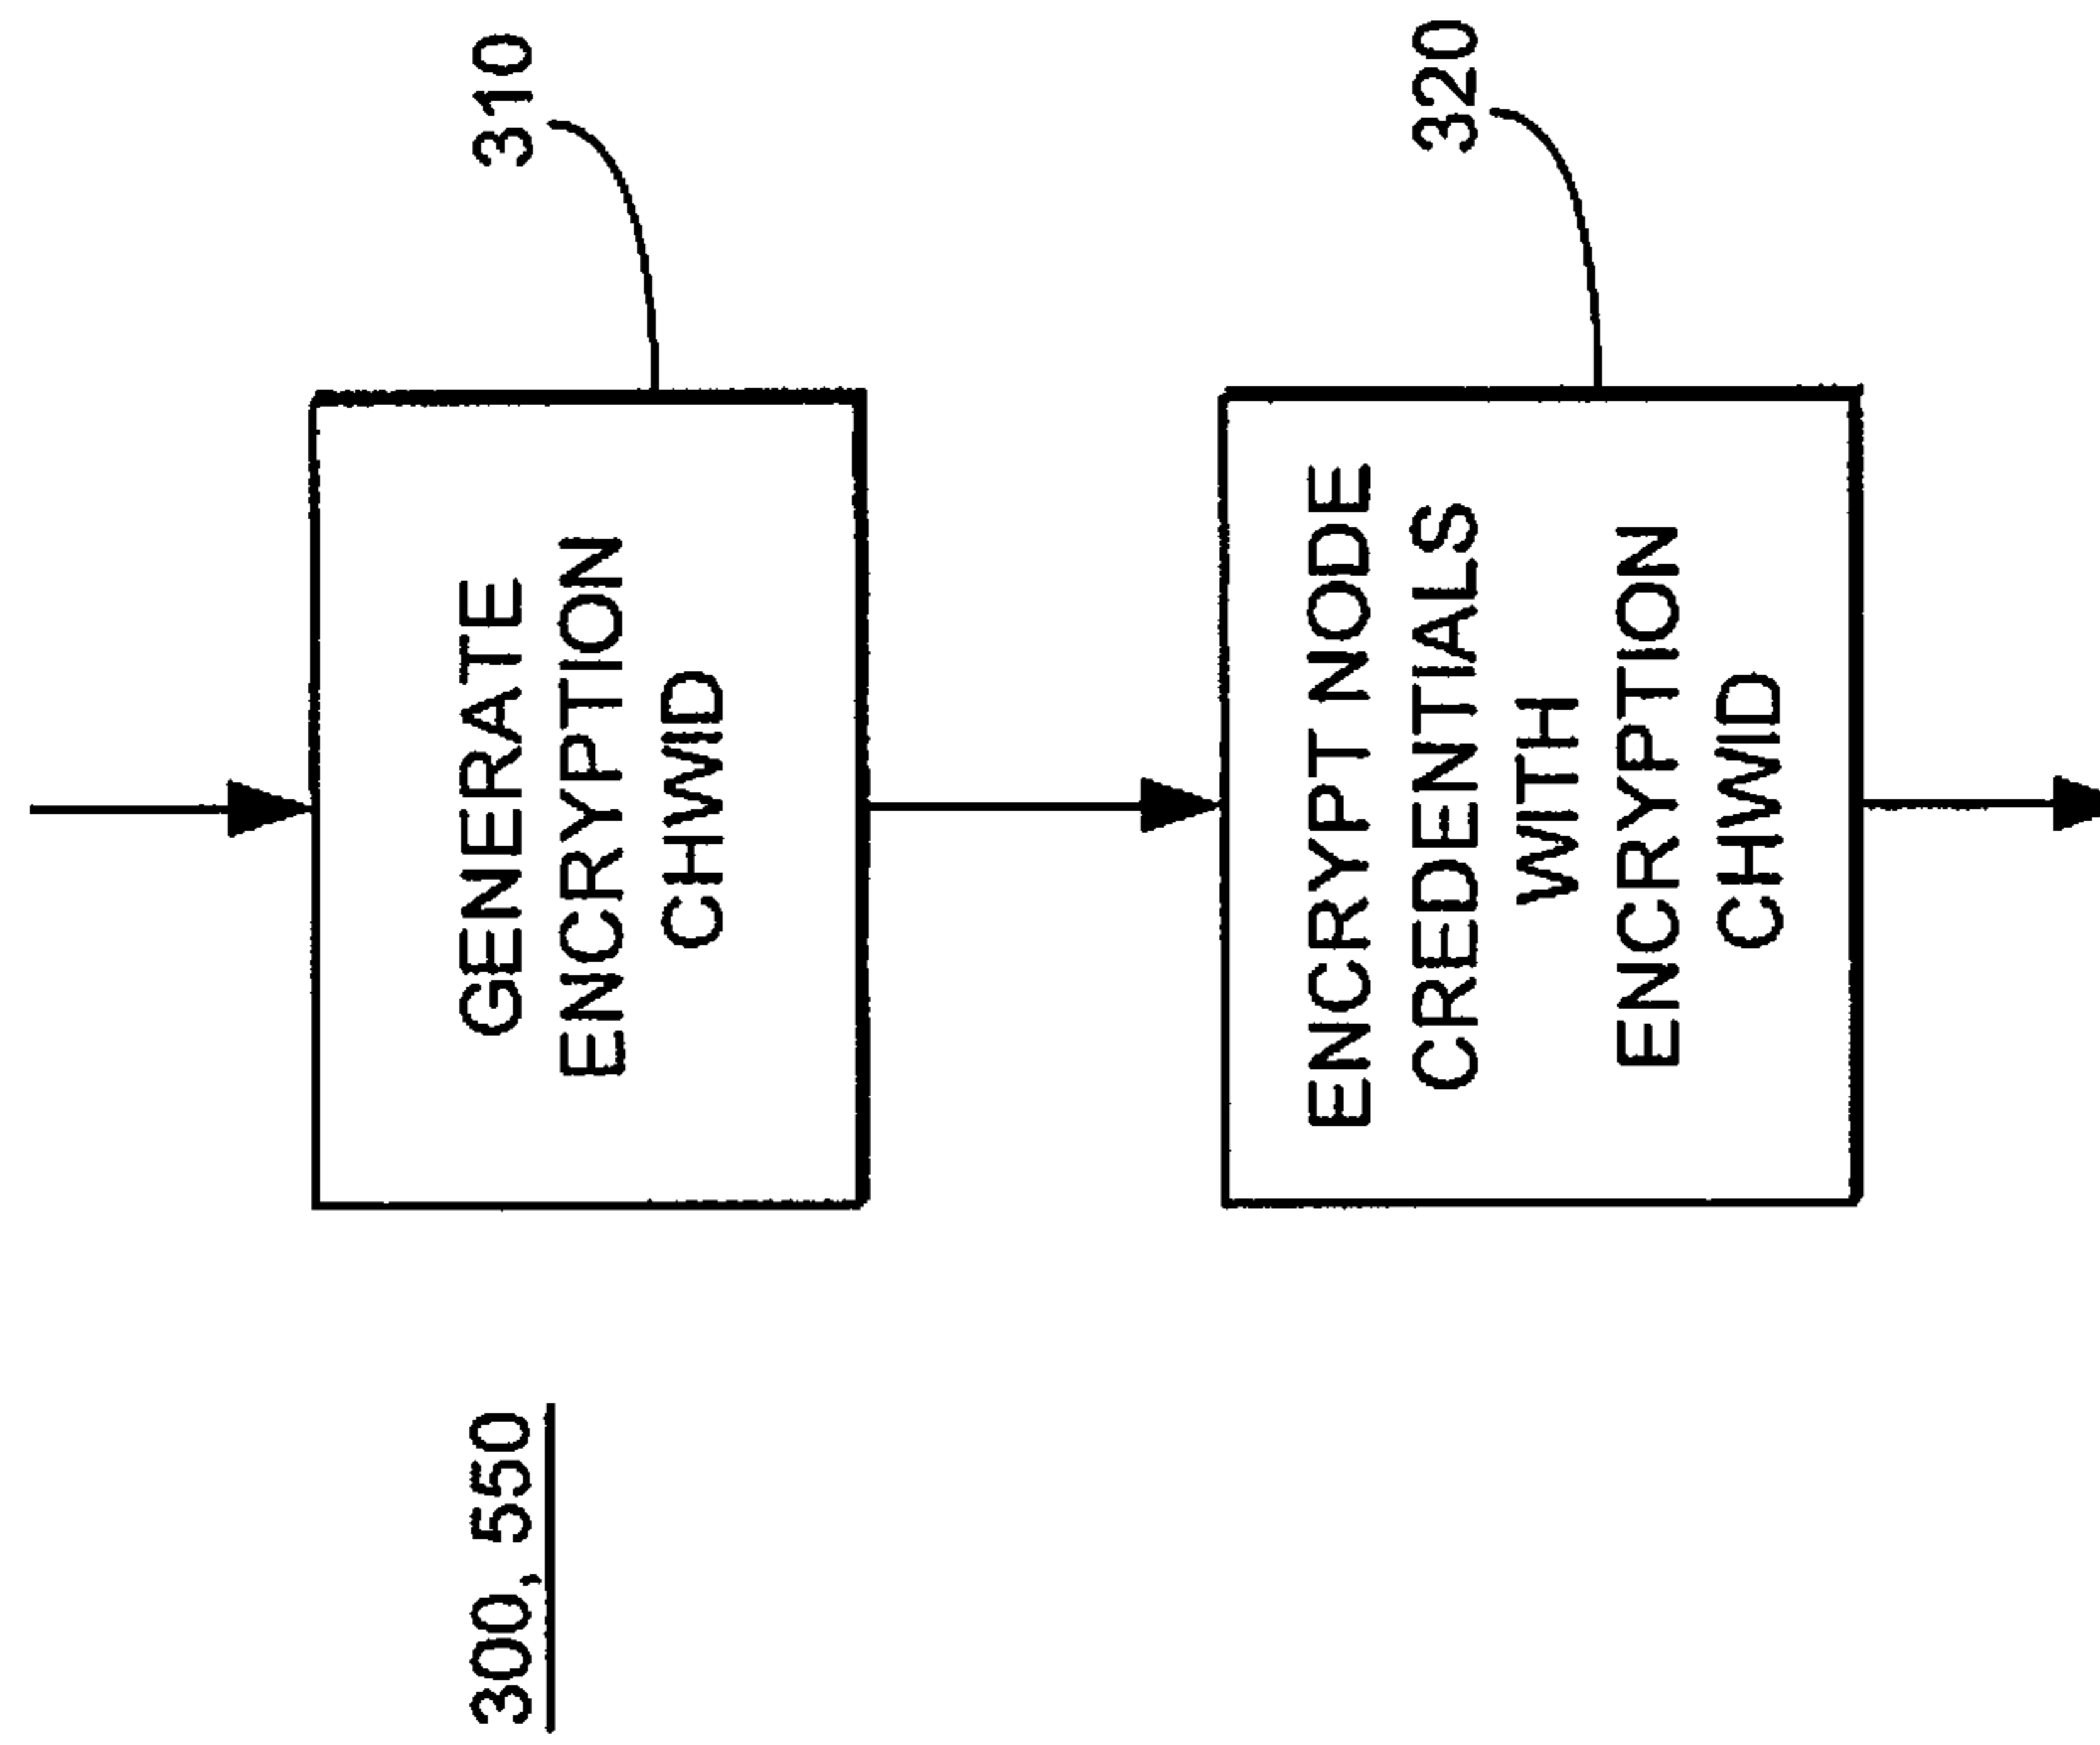 300, 550
310
GENERATE
ENCRYPTION
CHWID
320
ENCRYPT NODE
CREDENTIALS
WITH
ENCRYPTION
CHWID